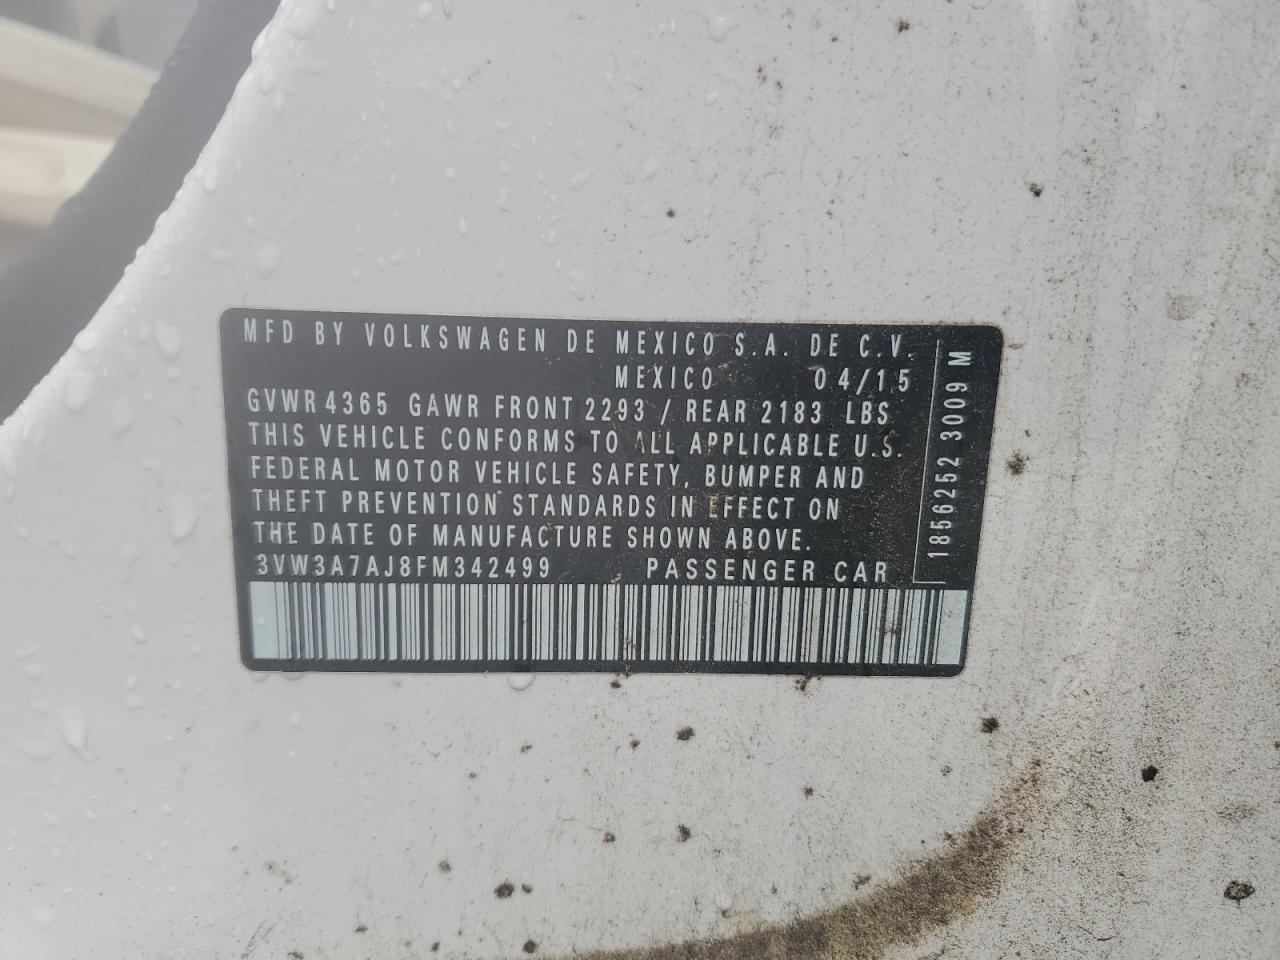 MFD BY VOLKSWAGEN DE MEXICO S.A. DE C.V.
MEXICO 04/15
GVWR 4365 GAWR FRONT 2293 / REAR 2183 LBS
THIS VEHICLE CONFORMS TO ALL APPLICABLE U.S.
FEDERAL MOTOR VEHICLE SAFETY, BUMPER AND
THEFT PREVENTION STANDARDS IN EFFECT ON
THE DATE OF MANUFACTURE SHOWN ABOVE.
3VW3A7AJ8FM342499 PASSENGER CAR
1856252 3009 M